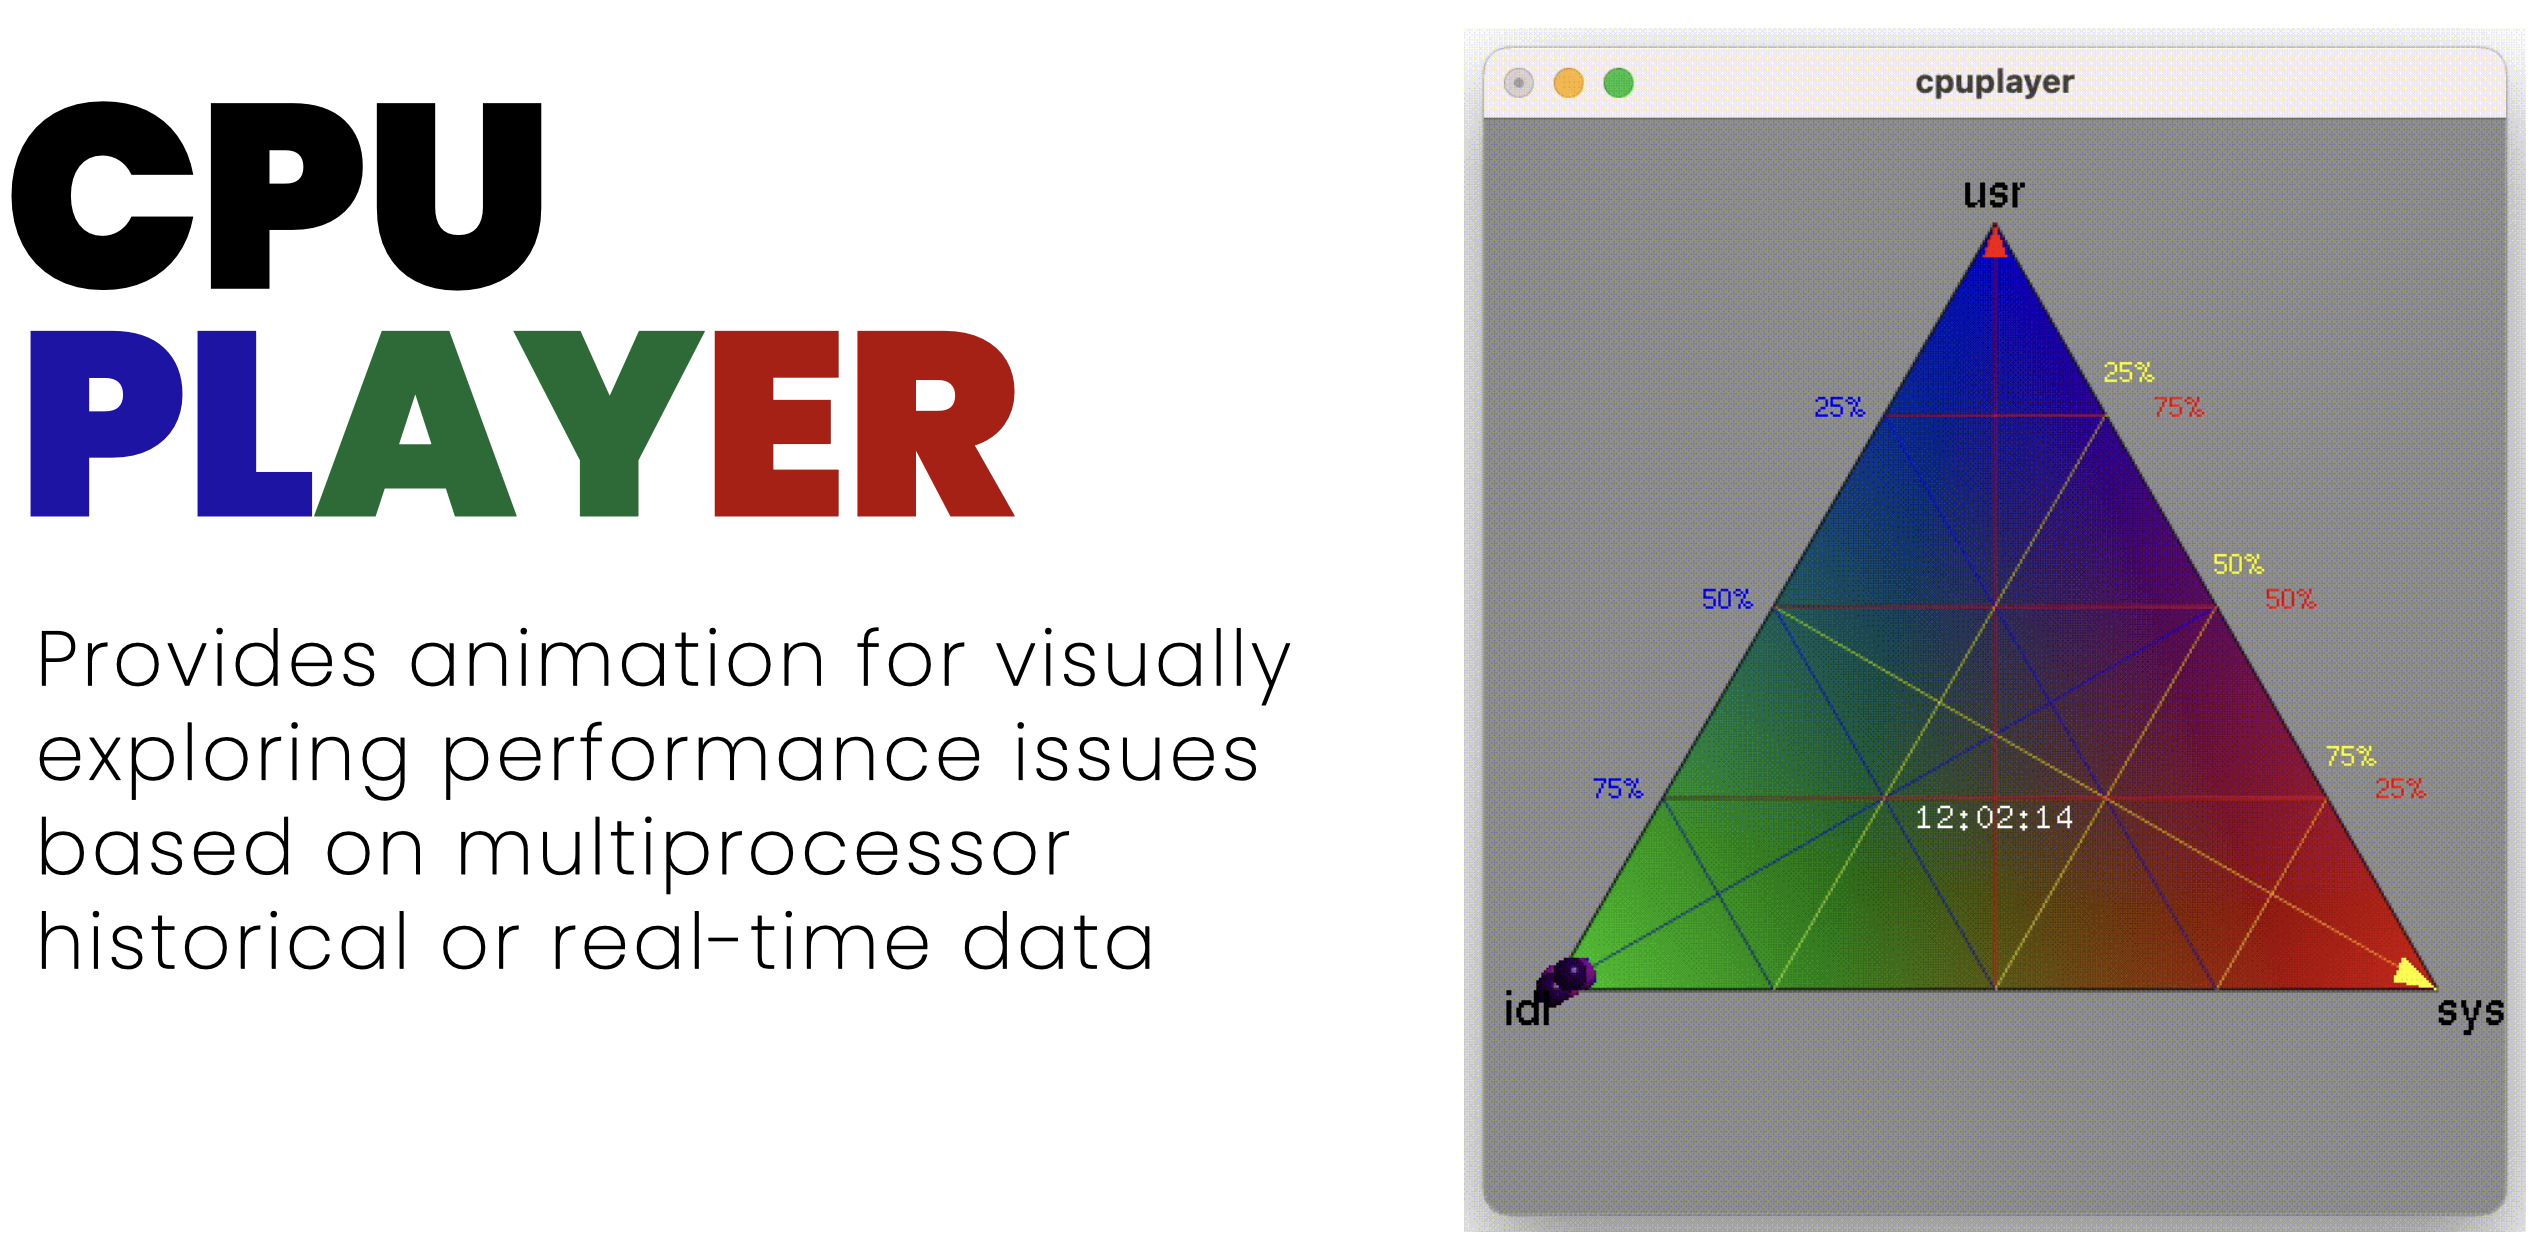 CPU
PLAYER
Provides animation for visually
exploring performance issues
based on multiprocessor
historical or real-time data
cpuplayer
usr
25%
25%
75%
50%
50%
50%
75%
75%
25%
12:02:14
idl
sys